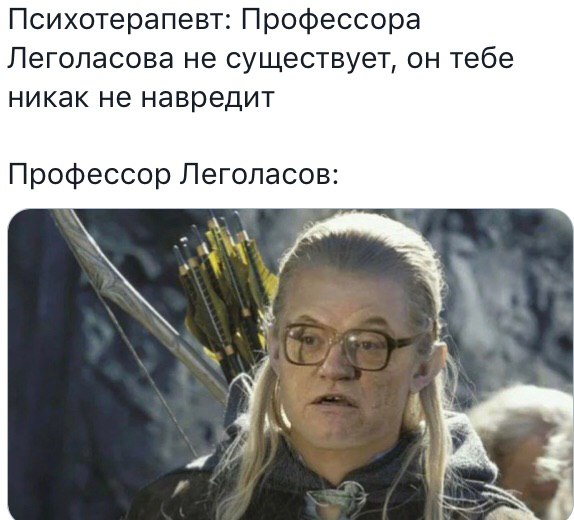 Психотерапевт: Профессора
Леголасова не существует, он тебе
никак не навредит
Профессор Леголасов: